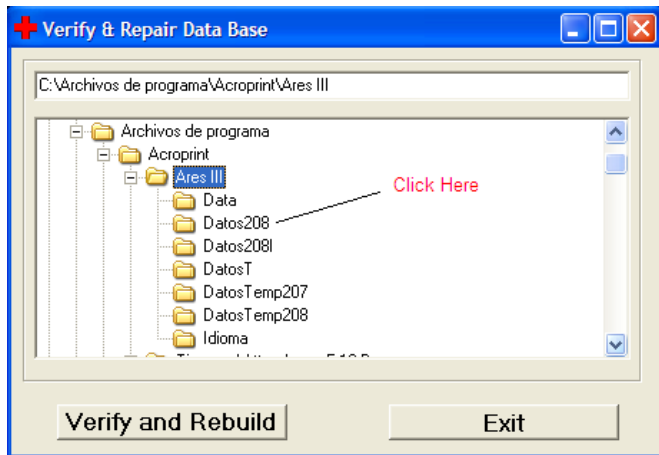 Verify & Repair Data Base
C:\Archivos de programa\Acroprint\Ares III
Archivos de programa
Acroprint
Ares III
Click Here
Data
Datos208
Datos208I
DatosT
DatosTemp207
DatosTemp208
Idioma
Verify and Rebuild
Exit